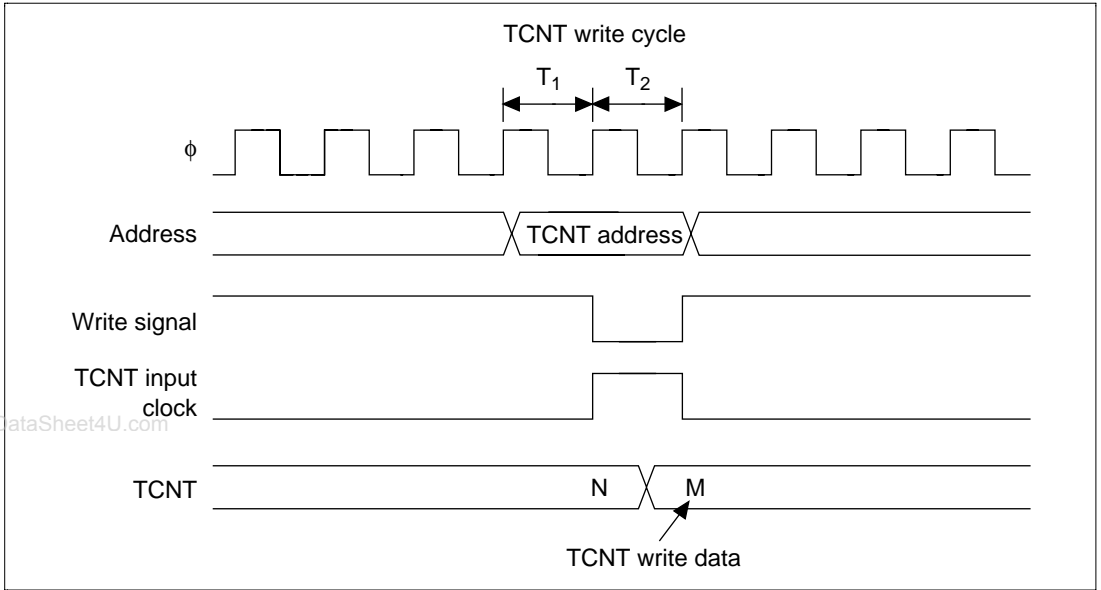 TCNT write cycle
T1 T2
ϕ
Address
TCNT address
Write signal
TCNT input
clock
ataSheet4U.com
TCNT
N M
TCNT write data